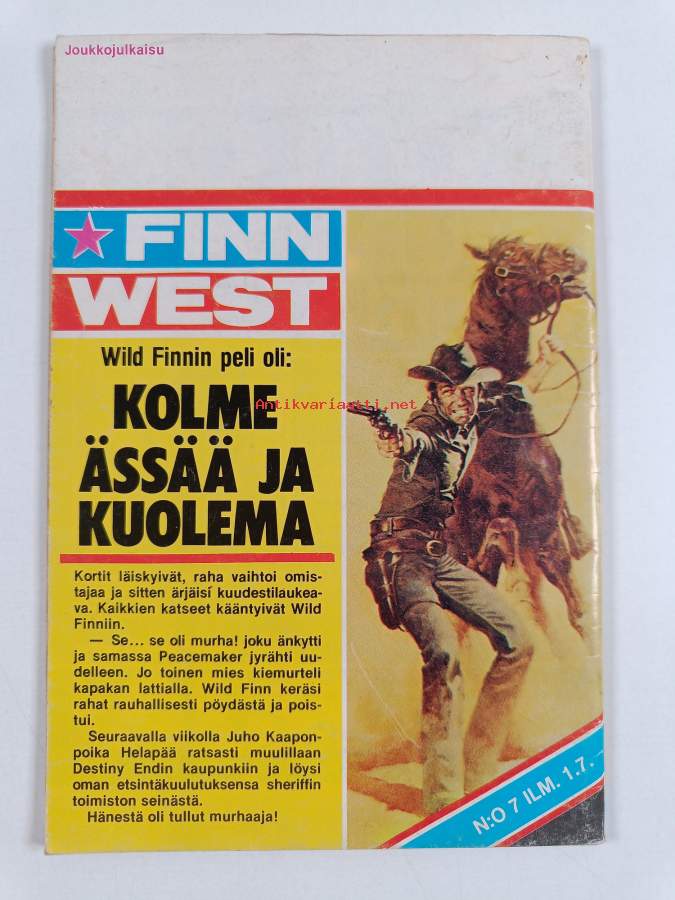 Joukkojulkaisu
FINN
WEST
Wild Finnin peli oli:
KOLME
ÄSSÄÄ JA
KUOLEMA
Kortit läiskyivät, raha vaihtoi omis-
tajaa ja sitten ärjäisi kuudestilaukea-
va. Kaikkien katseet kääntyivät Wild
Finniin.
— Se... se oli murha! joku änkytti
ja samassa Peacemaker jyrähti uu-
delleen. Jo toinen mies kiemurteli
kapakan lattialla. Wild Finn keräsi
rahat rauhallisesti pöydästä ja pois-
tui.
Seuraavalla viikolla Juho Kaapon-
poika Helapää ratsasti muulillaan
Destiny Endin kaupunkiin ja löysi
oman etsintäkuulutuksensa sheriffin
toimiston seinästä.
Hänestä oli tullut murhaaja!
N:O 7 ILM. 1.7.
Antikvariaatti.net